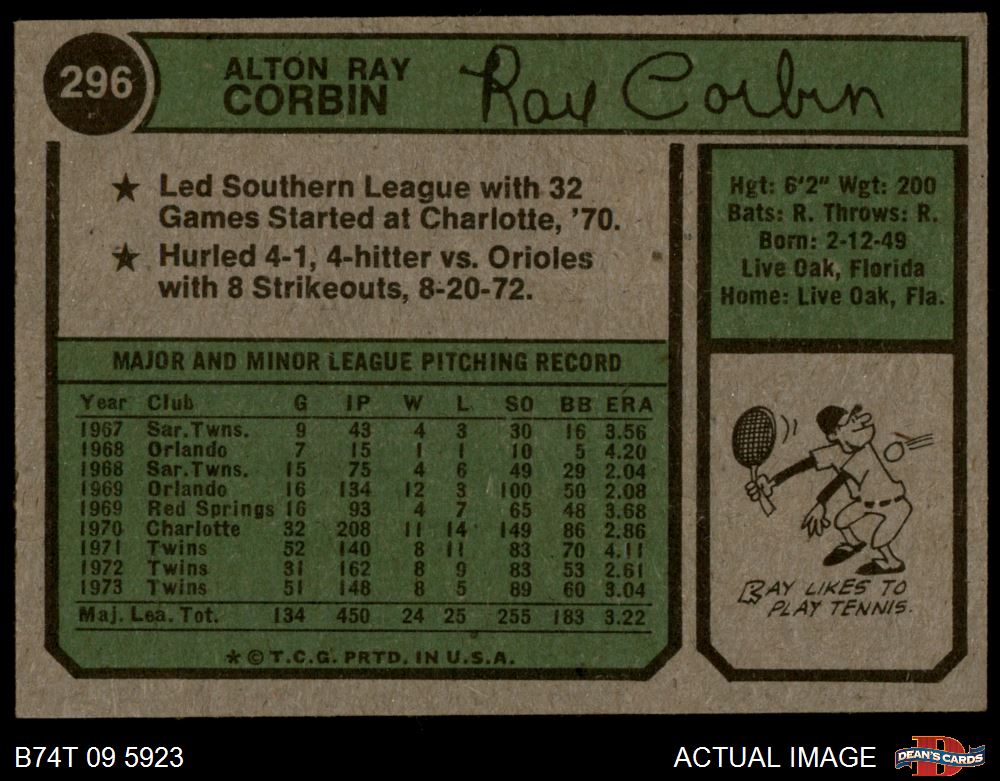 296
ALTON RAY
CORBIN
Ray Corbin
★ Led Southern League with 32
Games Started at Charlotte, '70.
★ Hurled 4-1, 4-hitter vs. Orioles
with 8 Strikeouts, 8-20-72.
Hgt: 6'2" Wgt: 200
Bats: R. Throws: R.
Born: 2-12-49
Live Oak, Florida
Home: Live Oak, Fla.
MAJOR AND MINOR LEAGUE PITCHING RECORD
Year Club G IP W L SO BB ERA
1967 Sar. Twns. 9 43 4 3 30 16 3.56
1968 Orlando 7 15 1 1 10 5 4.20
1968 Sar. Twns. 15 75 4 6 49 29 2.04
1969 Orlando 16 134 12 3 100 50 2.08
1969 Red Springs 16 93 4 7 65 48 3.68
1970 Charlotte 32 208 11 14 149 86 2.86
1971 Twins 52 140 8 11 83 70 4.11
1972 Twins 31 162 8 9 83 53 2.61
1973 Twins 51 148 8 5 89 60 3.04
Maj. Lea. Tot. 134 450 24 25 255 183 3.22
* © T.C.G. PRTD. IN U.S.A.
RAY LIKES TO
PLAY TENNIS.
B74T 09 5923
ACTUAL IMAGE
DEAN'S CARDS